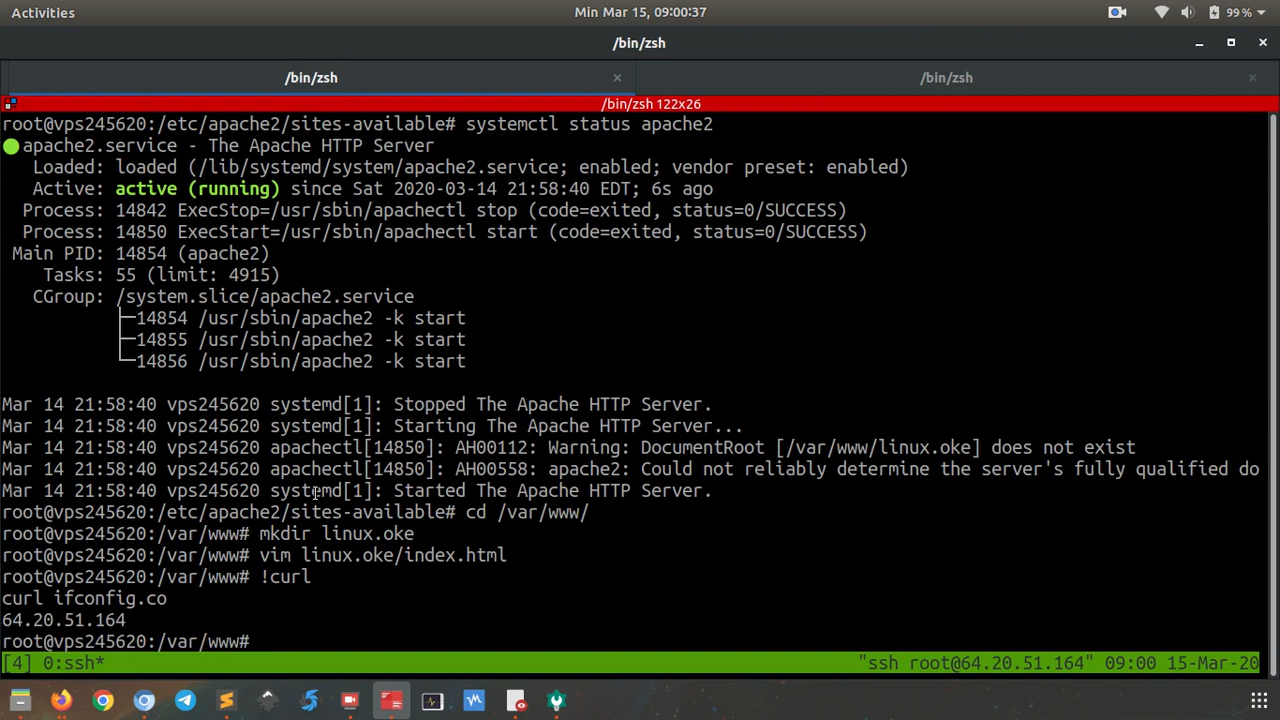 Activities
Min Mar 15, 09:00:37
99 %
/bin/zsh
/bin/zsh
/bin/zsh
/bin/zsh 122x26
root@vps245620:/etc/apache2/sites-available# systemctl status apache2
apache2.service - The Apache HTTP Server
Loaded: loaded (/lib/systemd/system/apache2.service; enabled; vendor preset: enabled)
Active: active (running) since Sat 2020-03-14 21:58:40 EDT; 6s ago
Process: 14842 ExecStop=/usr/sbin/apachectl stop (code=exited, status=0/SUCCESS)
Process: 14850 ExecStart=/usr/sbin/apachectl start (code=exited, status=0/SUCCESS)
Main PID: 14854 (apache2)
Tasks: 55 (limit: 4915)
CGroup: /system.slice/apache2.service
├─14854 /usr/sbin/apache2 -k start
├─14855 /usr/sbin/apache2 -k start
└─14856 /usr/sbin/apache2 -k start
Mar 14 21:58:40 vps245620 systemd[1]: Stopped The Apache HTTP Server.
Mar 14 21:58:40 vps245620 systemd[1]: Starting The Apache HTTP Server...
Mar 14 21:58:40 vps245620 apachectl[14850]: AH00112: Warning: DocumentRoot [/var/www/linux.oke] does not exist
Mar 14 21:58:40 vps245620 apachectl[14850]: AH00558: apache2: Could not reliably determine the server's fully qualified do
Mar 14 21:58:40 vps245620 systemd[1]: Started The Apache HTTP Server.
root@vps245620:/etc/apache2/sites-available# cd /var/www/
root@vps245620:/var/www# mkdir linux.oke
root@vps245620:/var/www# vim linux.oke/index.html
root@vps245620:/var/www# !curl
curl ifconfig.co
64.20.51.164
root@vps245620:/var/www#
[4] 0:ssh* "ssh root@64.20.51.164" 09:00 15-Mar-20